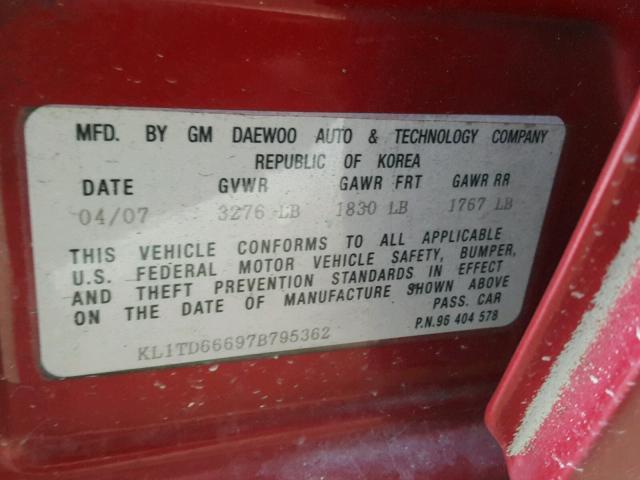 MFD. BY GM DAEWOO AUTO & TECHNOLOGY COMPANY
REPUBLIC OF KOREA
DATE GVWR GAWR FRT GAWR RR
04/07 3276 LB 1830 LB 1767 LB
THIS VEHICLE CONFORMS TO ALL APPLICABLE
U.S. FEDERAL MOTOR VEHICLE SAFETY, BUMPER,
AND THEFT PREVENTION STANDARDS IN EFFECT
ON THE DATE OF MANUFACTURE SHOWN ABOVE
PASS. CAR
P.N.96 404 578
KL1TD66697B795362